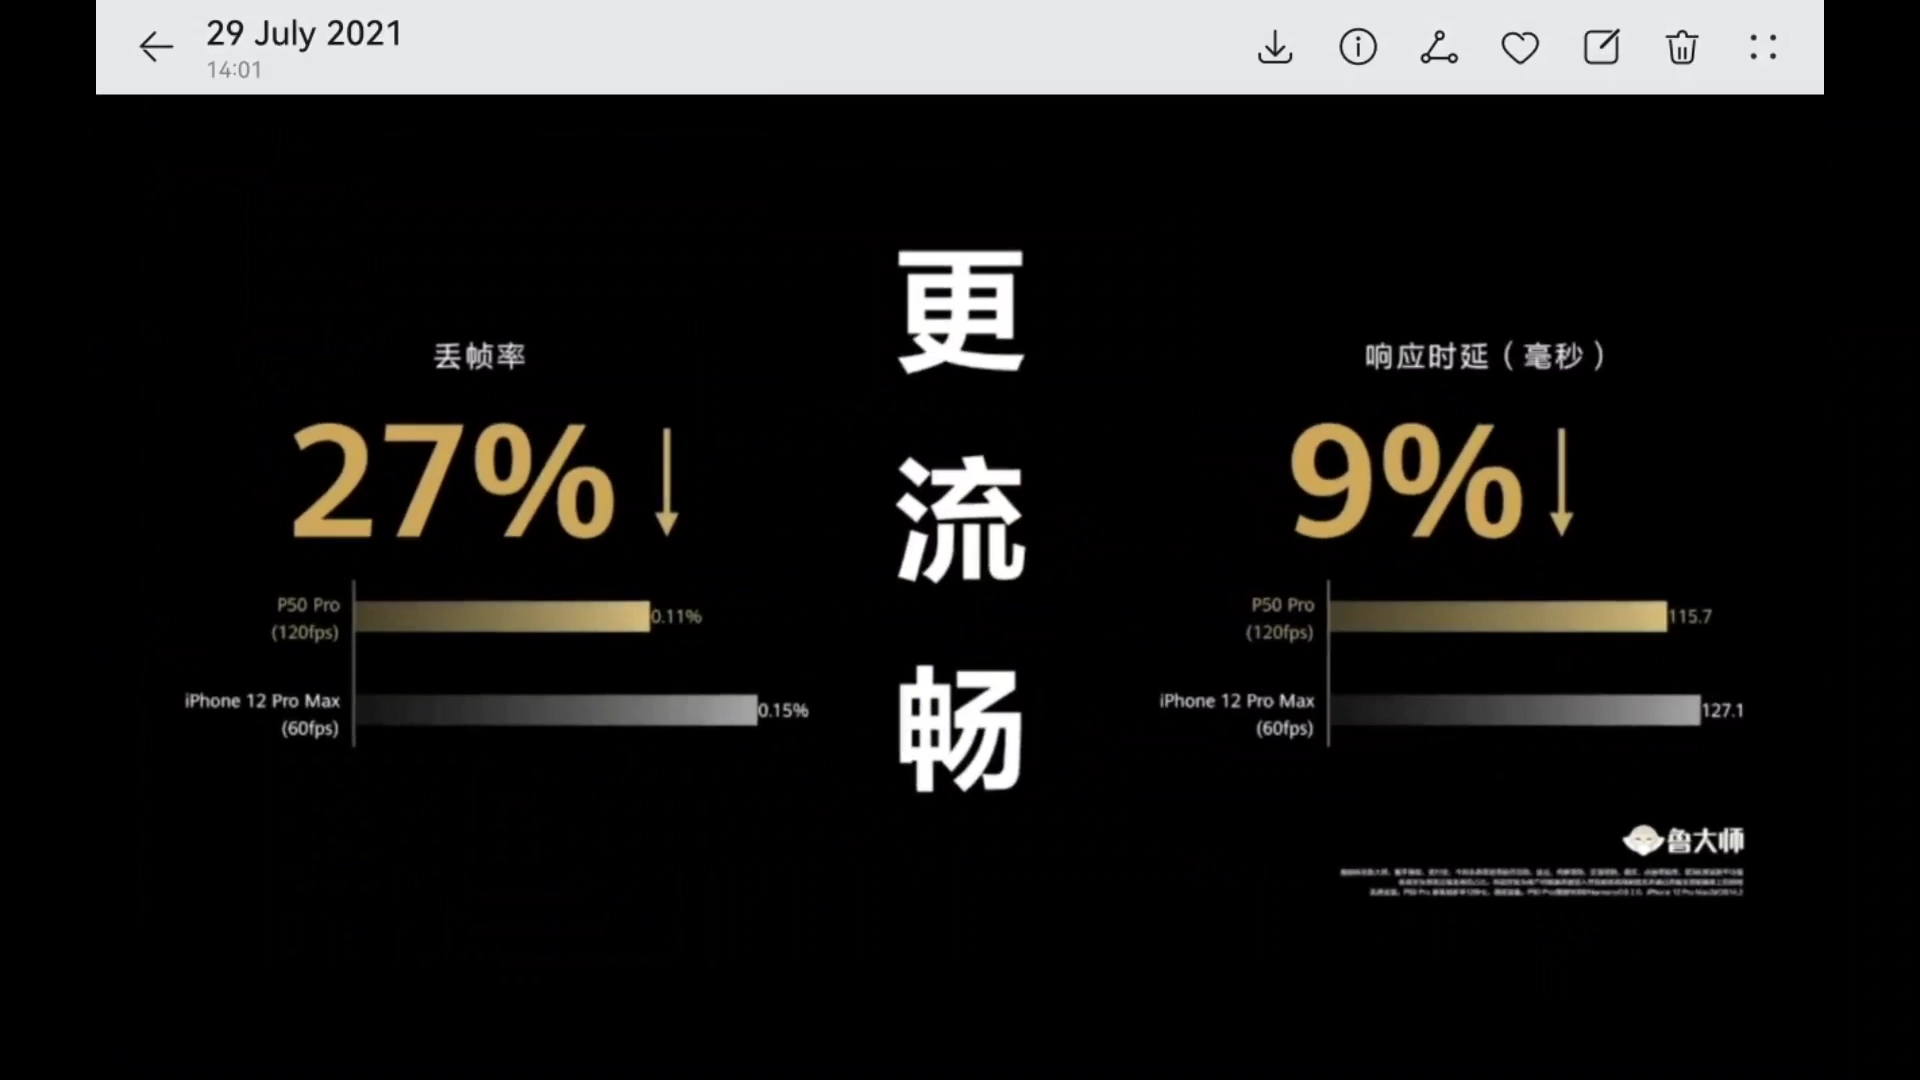 29 July 2021
14:01
更流畅
丢帧率
27%
P50 Pro
(120fps)
0.11%
iPhone 12 Pro Max
(60fps)
0.15%
响应时延（毫秒）
9%
P50 Pro
(120fps)
115.7
iPhone 12 Pro Max
(60fps)
127.1
鲁大师